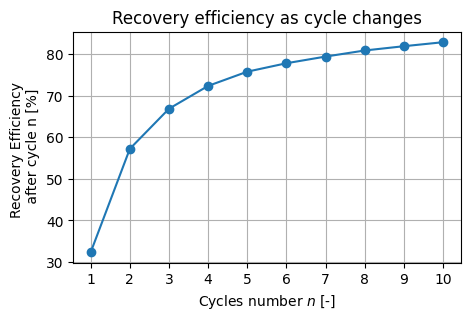 Recovery efficiency as cycle changes
Recovery Efficiency
after cycle n [%]
80
70
60
50
40
30
1 2 3 4 5 6 7 8 9 10
Cycles number n [-]